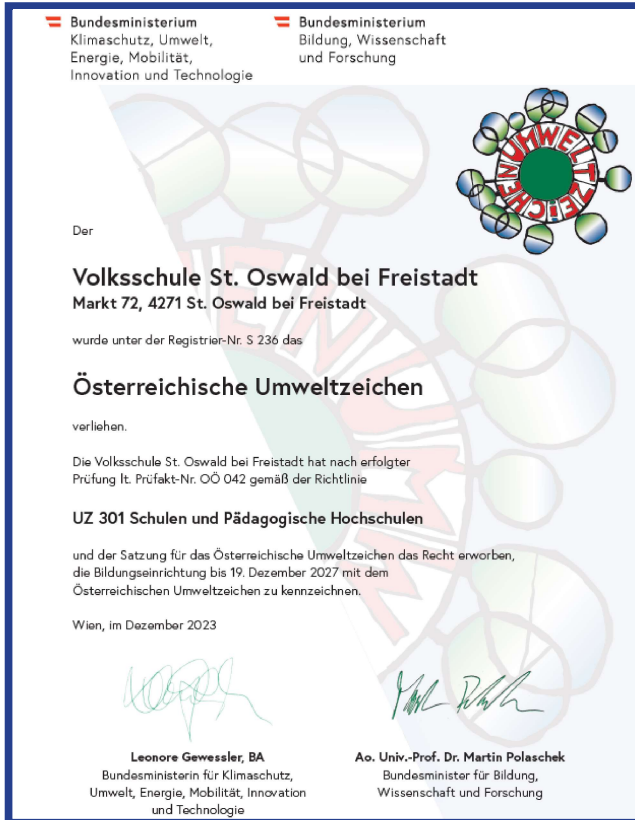 Bundesministerium
Klimaschutz, Umwelt,
Energie, Mobilität,
Innovation und Technologie
Bundesministerium
Bildung, Wissenschaft
und Forschung
UMWELTZEICHEN
Der
Volksschule St. Oswald bei Freistadt
Markt 72, 4271 St. Oswald bei Freistadt
wurde unter der Registrier-Nr. S 236 das
Österreichische Umweltzeichen
verliehen.
Die Volksschule St. Oswald bei Freistadt hat nach erfolgter
Prüfung lt. Prüfakt-Nr. OÖ 042 gemäß der Richtlinie
UZ 301 Schulen und Pädagogische Hochschulen
und der Satzung für das Österreichische Umweltzeichen das Recht erworben,
die Bildungseinrichtung bis 19. Dezember 2027 mit dem
Österreichischen Umweltzeichen zu kennzeichnen.
Wien, im Dezember 2023
Leonore Gewessler, BA
Bundesministerin für Klimaschutz,
Umwelt, Energie, Mobilität, Innovation
und Technologie
Ao. Univ.-Prof. Dr. Martin Polaschek
Bundesminister für Bildung,
Wissenschaft und Forschung